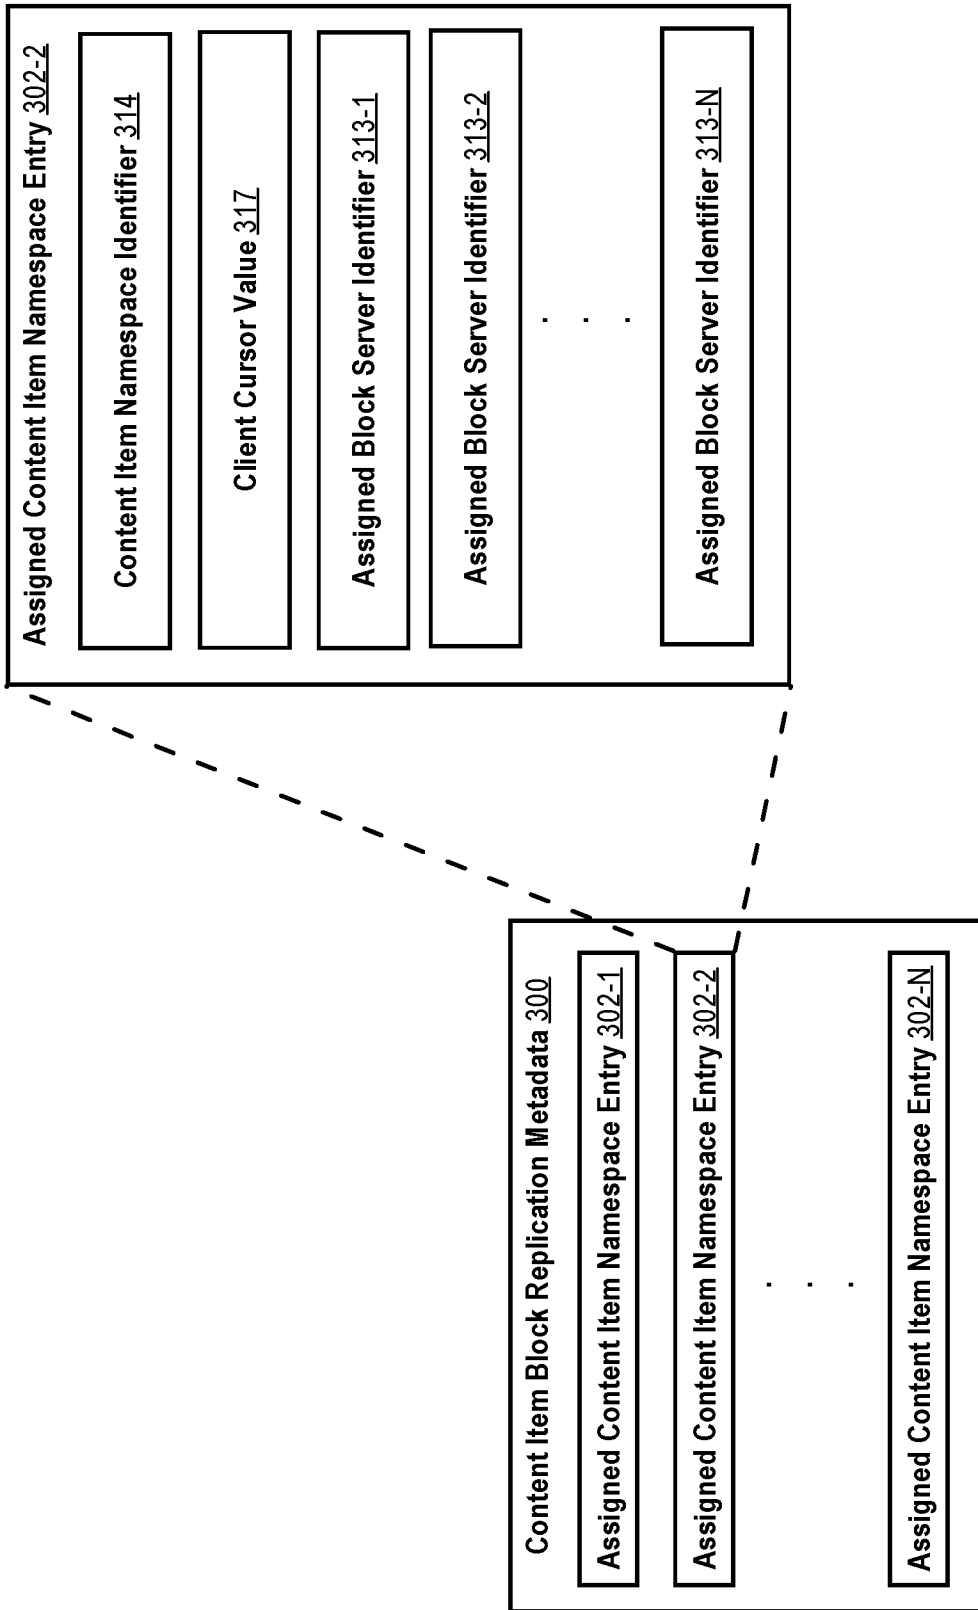 Content Item Block Replication Metadata 300
Assigned Content Item Namespace Entry 302-1
Assigned Content Item Namespace Entry 302-2
. . .
Assigned Content Item Namespace Entry 302-N
Assigned Content Item Namespace Entry 302-2
Content Item Namespace Identifier 314
Client Cursor Value 317
Assigned Block Server Identifier 313-1
Assigned Block Server Identifier 313-2
. . .
Assigned Block Server Identifier 313-N